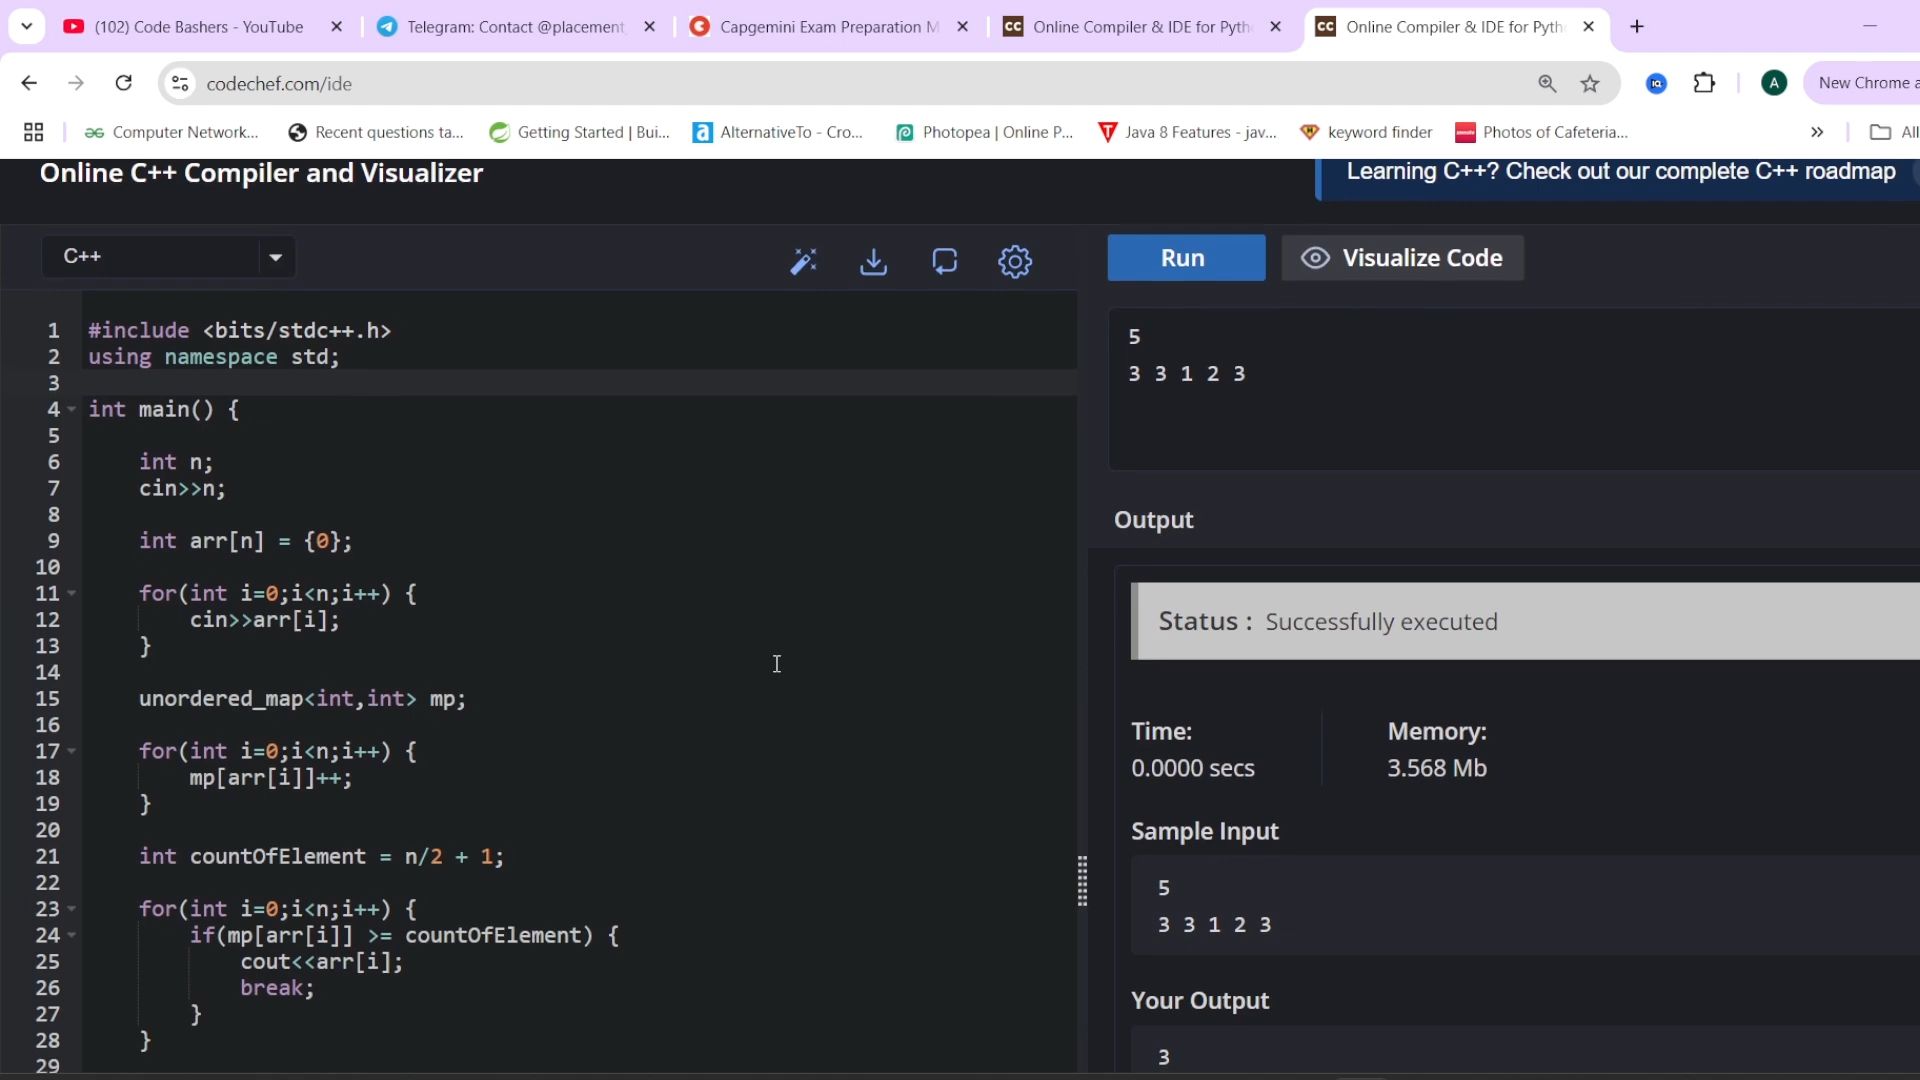 (102) Code Bashers - YouTube
Telegram: Contact @placement
Capgemini Exam Preparation M
Online Compiler & IDE for Pyth
Online Compiler & IDE for Pyth
codechef.com/ide
A
New Chrome a
Computer Network...
Recent questions ta...
Getting Started | Bui...
AlternativeTo - Cro...
Photopea | Online P...
Java 8 Features - jav...
keyword finder
Photos of Cafeteria...
All
Online C++ Compiler and Visualizer
Learning C++? Check out our complete C++ roadmap
C++
Run
Visualize Code
1 #include <bits/stdc++.h>
2 using namespace std;
3
4 int main() {
5
6 int n;
7 cin>>n;
8
9 int arr[n] = {0};
10
11 for(int i=0;i<n;i++) {
12 cin>>arr[i];
13 }
14
15 unordered_map<int,int> mp;
16
17 for(int i=0;i<n;i++) {
18 mp[arr[i]]++;
19 }
20
21 int countOfElement = n/2 + 1;
22
23 for(int i=0;i<n;i++) {
24 if(mp[arr[i]] >= countOfElement) {
25 cout<<arr[i];
26 break;
27 }
28 }
29
5
3 3 1 2 3
Output
Status : Successfully executed
Time:
0.0000 secs
Memory:
3.568 Mb
Sample Input
5
3 3 1 2 3
Your Output
3